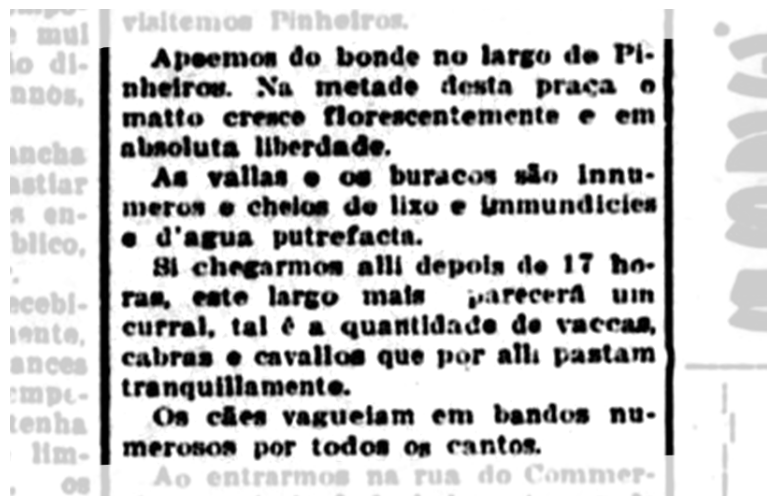 visitemos Pinheiros.
Apeemos do bonde no largo de Pi-
nheiros. Na metade desta praça o
matto cresce florescentemente e em
absoluta liberdade.
As vallas e os buracos são innu-
meros e cheios de lixo e immundicies
e d'agua putrefacta.
Si chegarmos alli depois de 17 ho-
ras, este largo mais parecerá um
curral, tal é a quantidade de vaccas,
cabras e cavallos que por alli pastam
tranquillamente.
Os cães vagueiam em bandos nu-
merosos por todos os cantos.
Ao entrarmos na rua do Commer-